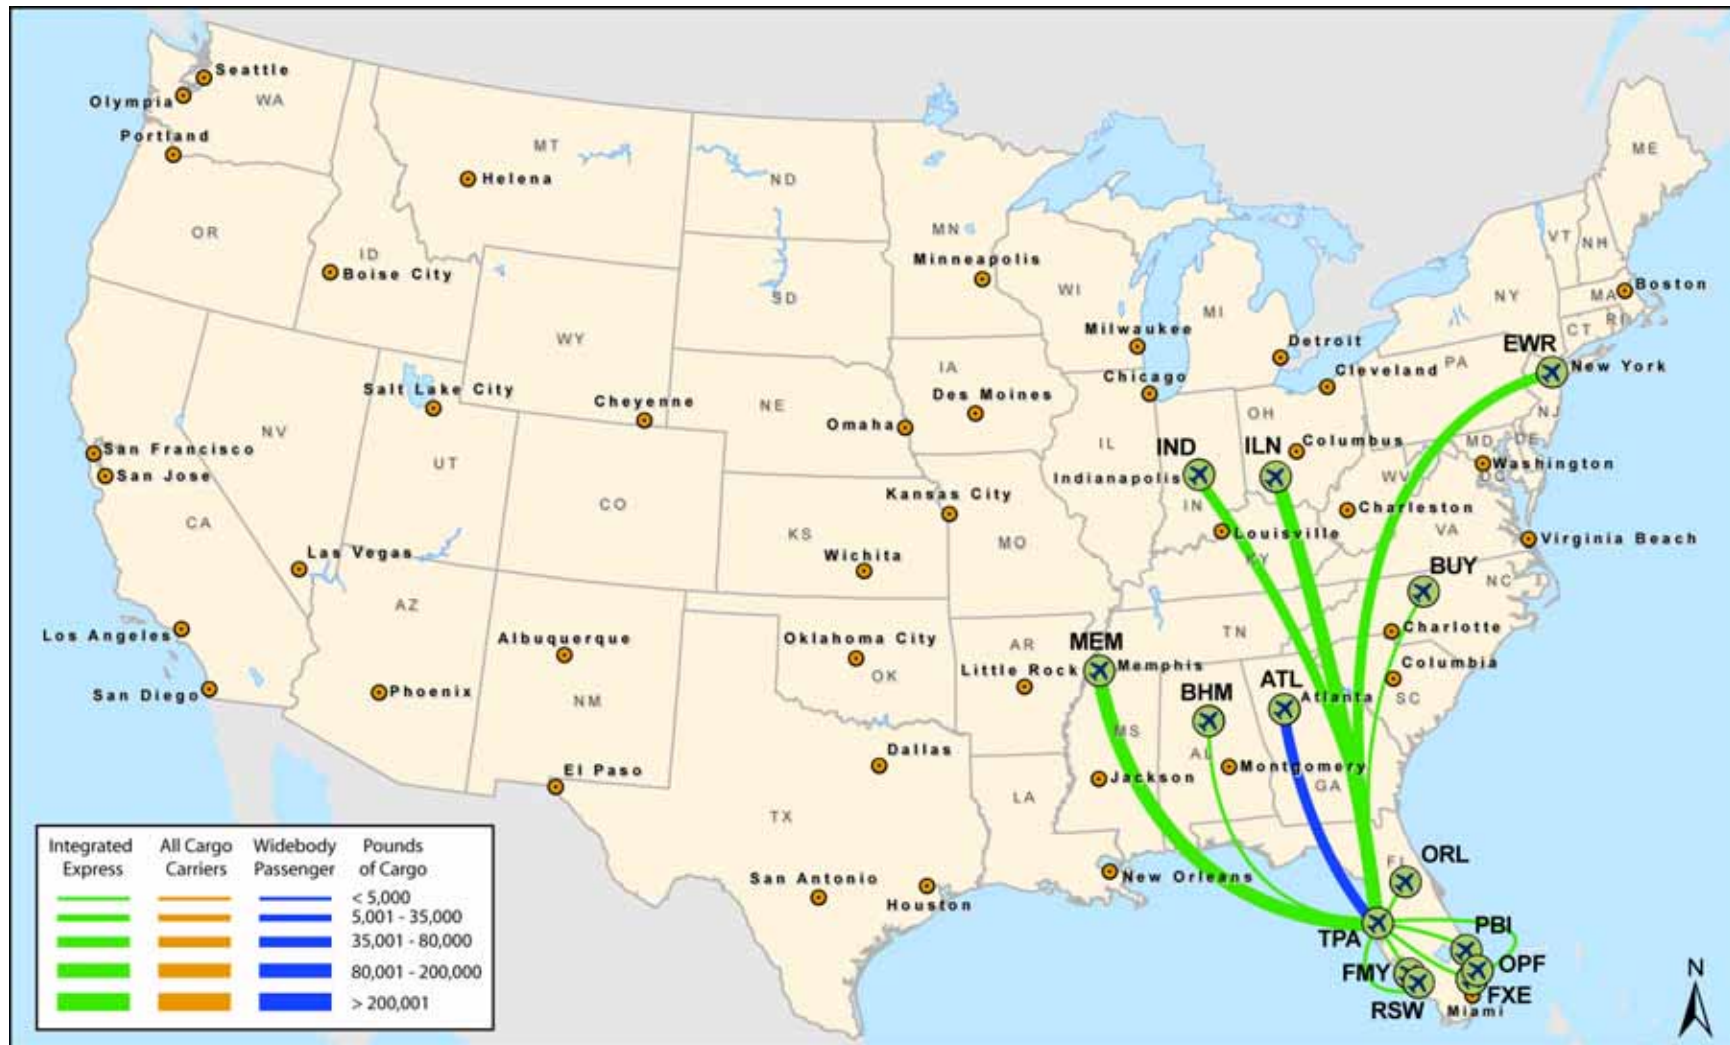 Seattle
WA
Olympia
Portland
MT
Helena
ND
ME
OR
ID
Boise City
MN
Minneapolis
VT
NH
SD
WI
MI
NY
MA
Boston
RI
CT
WY
Milwaukee
Detroit
EWR
New York
PA
IA
Chicago
Cleveland
Salt Lake City
Cheyenne
NE
Des Moines
Omaha
OH
NJ
NV
San Francisco
San Jose
UT
IL
IND
Indianapolis
ILN
Columbus
MD
DE
Washington
DC
WV
CO
Kansas City
IN
Charleston
CA
KS
MO
Louisville
VA
Virginia Beach
Las Vegas
Wichita
KY
BUY
NC
AZ
Los Angeles
Albuquerque
Oklahoma City
AR
MEM
Memphis
TN
Charlotte
OK
Little Rock
Columbia
San Diego
Phoenix
NM
BHM
ATL
Atlanta
SC
MS
AL
Dallas
El Paso
Jackson
Montgomery
GA
LA
TX
San Antonio
Houston
New Orleans
FL
ORL
TPA
PBI
FMY
OPF
RSW
FXE
Miami
N
Integrated Express
All Cargo Carriers
Widebody Passenger
Pounds of Cargo
< 5,000
5,001 - 35,000
35,001 - 80,000
80,001 - 200,000
> 200,001